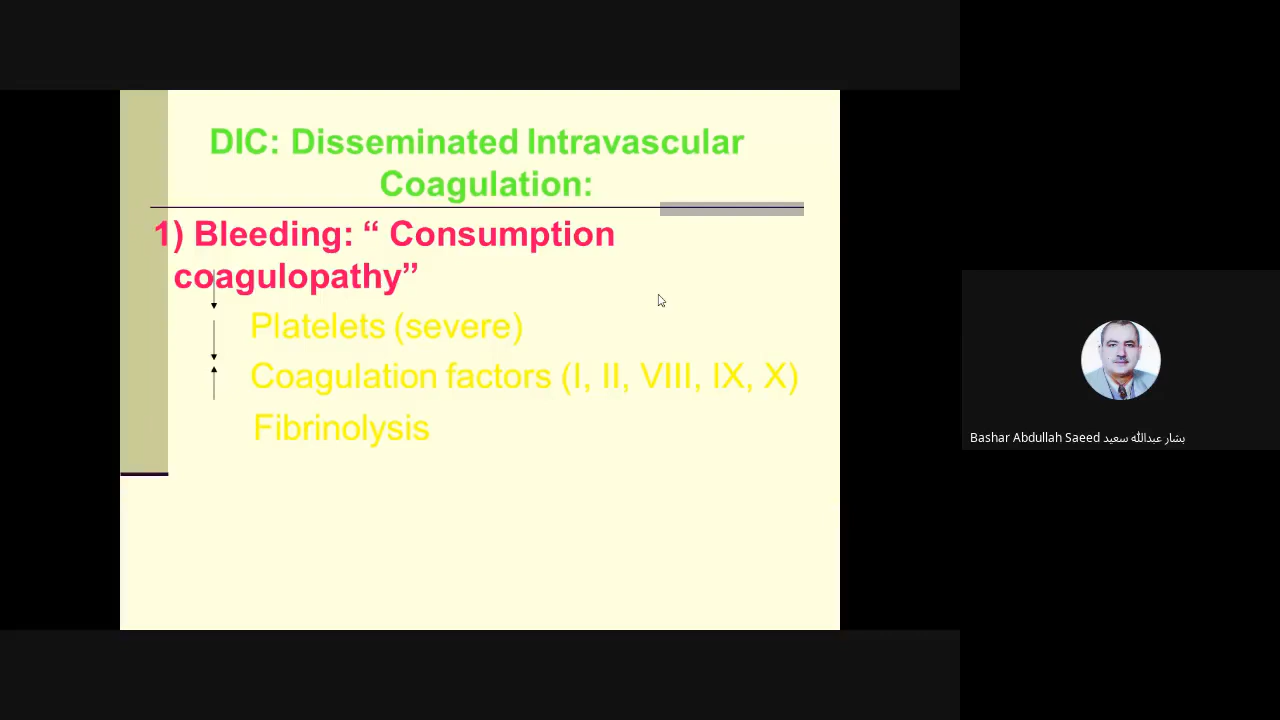 DIC: Disseminated Intravascular
Coagulation:
1) Bleeding: “ Consumption
coagulopathy”
Platelets (severe)
Coagulation factors (I, II, VIII, IX, X)
Fibrinolysis
Bashar Abdullah Saeed بشار عبدالله سعيد